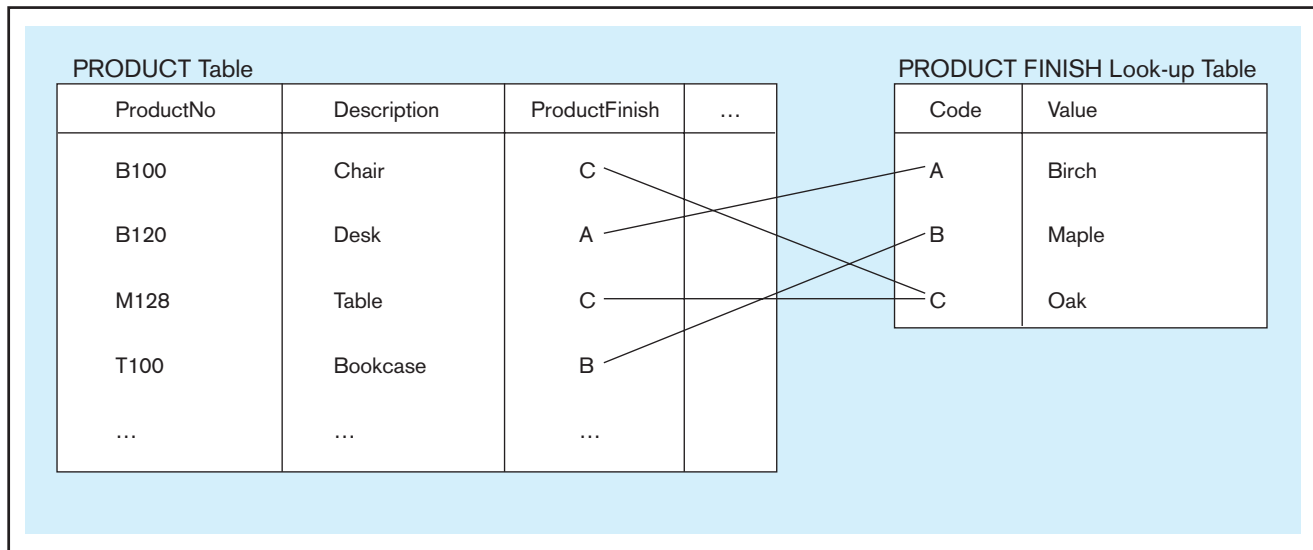 PRODUCT Table
ProductNo Description ProductFinish …
B100 Chair C
B120 Desk A
M128 Table C
T100 Bookcase B
… … …
PRODUCT FINISH Look-up Table
Code Value
A Birch
B Maple
C Oak